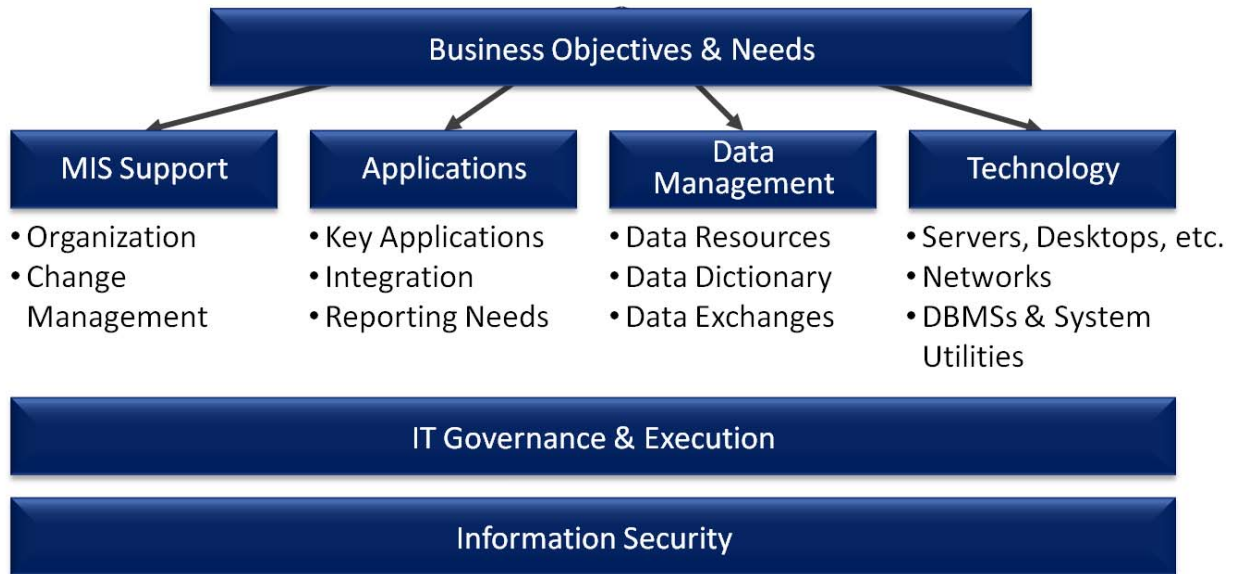 Business Objectives & Needs
MIS Support
• Organization
• Change
Management
Applications
• Key Applications
• Integration
• Reporting Needs
Data
Management
• Data Resources
• Data Dictionary
• Data Exchanges
Technology
• Servers, Desktops, etc.
• Networks
• DBMSs & System
Utilities
IT Governance & Execution
Information Security